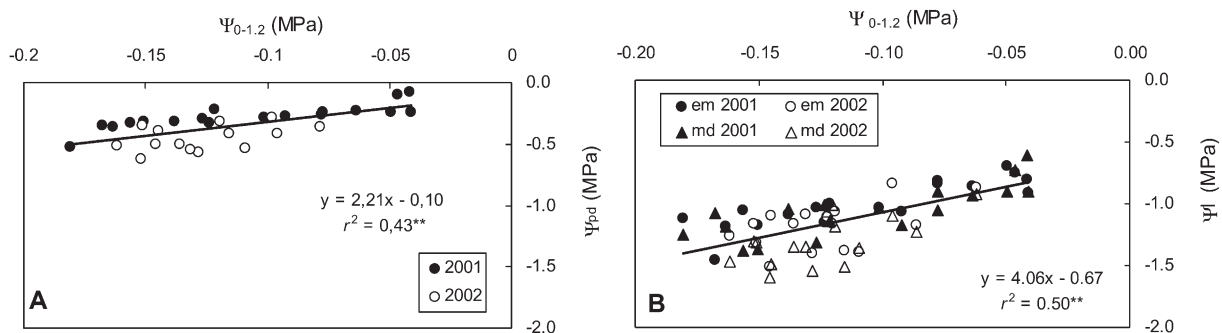 Ψ0-1.2 (MPa)
-0.2 -0.15 -0.1 -0.05 0
0.0
-0.5
-1.0
-1.5
-2.0
Ψpd (MPa)
y = 2,21x - 0,10
r² = 0,43**
2001
2002
A
Ψ 0-1.2 (MPa)
-0.20 -0.15 -0.10 -0.05 0.00
0.0
-0.5
-1.0
-1.5
-2.0
Ψl (MPa)
em 2001 em 2002
md 2001 md 2002
y = 4.06x - 0.67
r² = 0.50**
B